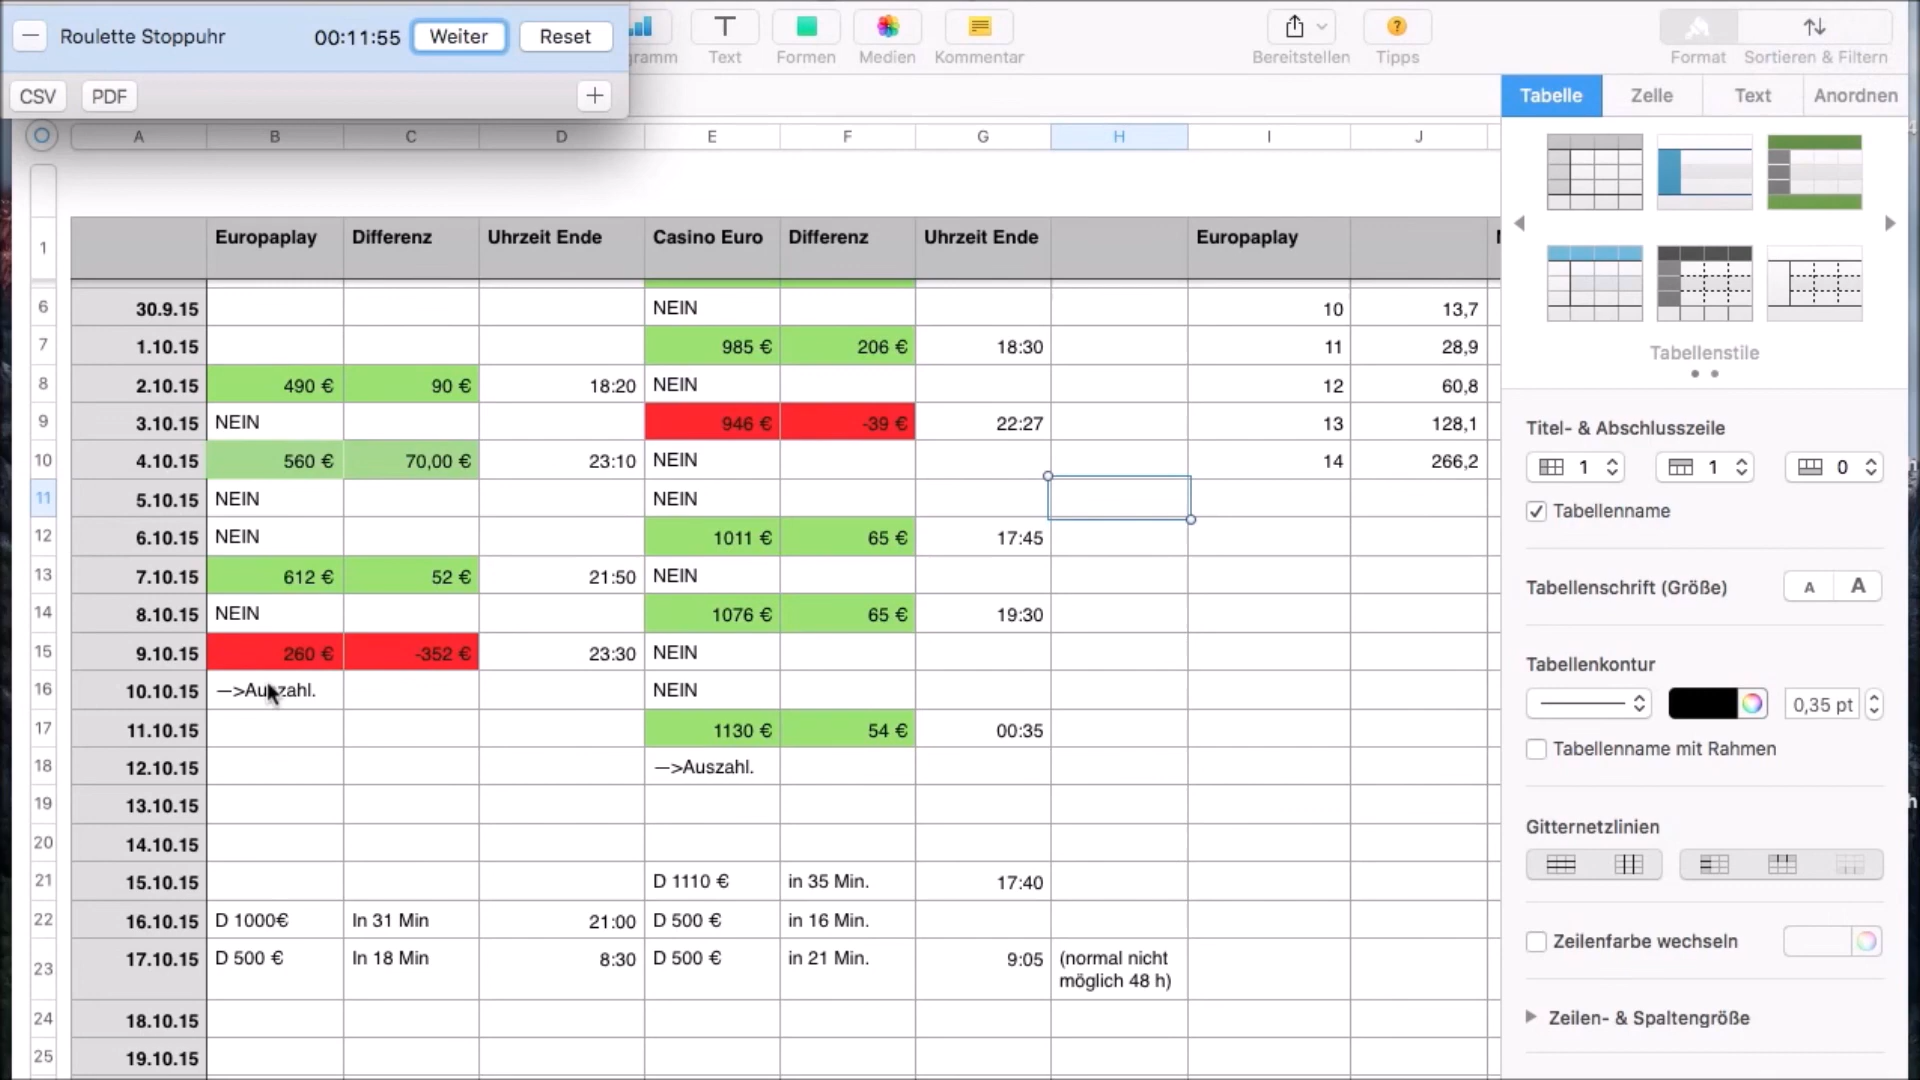 Roulette Stoppuhr 00:11:55 Weiter Reset
CSV PDF
gramm Text Formen Medien Kommentar Bereitstellen Tipps Format Sortieren & Filtern
Tabelle Zelle Text Anordnen
A B C D E F G H I J
1 Europaplay Differenz Uhrzeit Ende Casino Euro Differenz Uhrzeit Ende Europaplay
6 30.9.15 NEIN 10 13,7
7 1.10.15 985 € 206 € 18:30 11 28,9
8 2.10.15 490 € 90 € 18:20 NEIN 12 60,8
9 3.10.15 NEIN 946 € -39 € 22:27 13 128,1
10 4.10.15 560 € 70,00 € 23:10 NEIN 14 266,2
11 5.10.15 NEIN NEIN
12 6.10.15 NEIN 1011 € 65 € 17:45
13 7.10.15 612 € 52 € 21:50 NEIN
14 8.10.15 NEIN 1076 € 65 € 19:30
15 9.10.15 260 € -352 € 23:30 NEIN
16 10.10.15 —>Auszahl. NEIN
17 11.10.15 1130 € 54 € 00:35
18 12.10.15 —>Auszahl.
19 13.10.15
20 14.10.15
21 15.10.15 D 1110 € in 35 Min. 17:40
22 16.10.15 D 1000€ In 31 Min 21:00 D 500 € in 16 Min.
23 17.10.15 D 500 € In 18 Min 8:30 D 500 € in 21 Min. 9:05 (normal nicht
möglich 48 h)
24 18.10.15
25 19.10.15
Tabellenstile
Titel- & Abschlusszeile
1 1 0
Tabellenname
Tabellenschrift (Größe) A A
Tabellenkontur
0,35 pt
Tabellenname mit Rahmen
Gitternetzlinien
Zeilenfarbe wechseln
Zeilen- & Spaltengröße